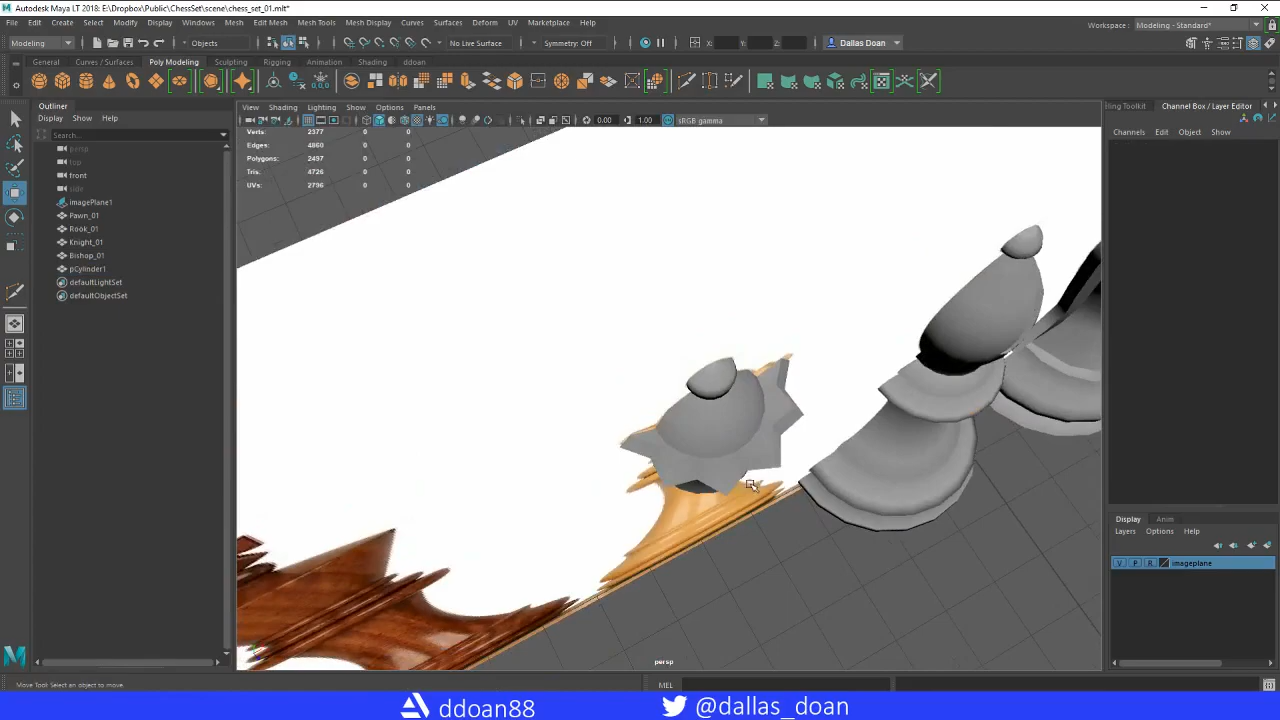 Autodesk Maya LT 2018: E:\Dropbox\Public\ChessSet\scene\chess_set_01.mlt*
File Edit Create Select Modify Display Windows Mesh Edit Mesh Mesh Tools Mesh Display Curves Surfaces Deform UV Marketplace Help
Workspace : Modeling - Standard*
Modeling Objects No Live Surface Symmetry: Off X: Y: Z: Dallas Doan
General Curves / Surfaces Poly Modeling Sculpting Rigging Animation Shading ddoan
Outliner
Display Show Help
Search...
persp
top
front
side
imagePlane1
Pawn_01
Rook_01
Knight_01
Bishop_01
pCylinder1
defaultLightSet
defaultObjectSet
View Shading Lighting Show Options Panels
0.00 1.00 sRGB gamma
Verts: 2377 0 0
Edges: 4860 0 0
Polygons: 2497 0 0
Tris: 4726 0 0
UVs: 2796 0 0
persp
ling Toolkit Channel Box / Layer Editor
Channels Edit Object Show
Display Anim
Layers Options Help
V P R imageplane
Move Tool: Select an object to move.
MEL
ddoan88 @dallas_doan